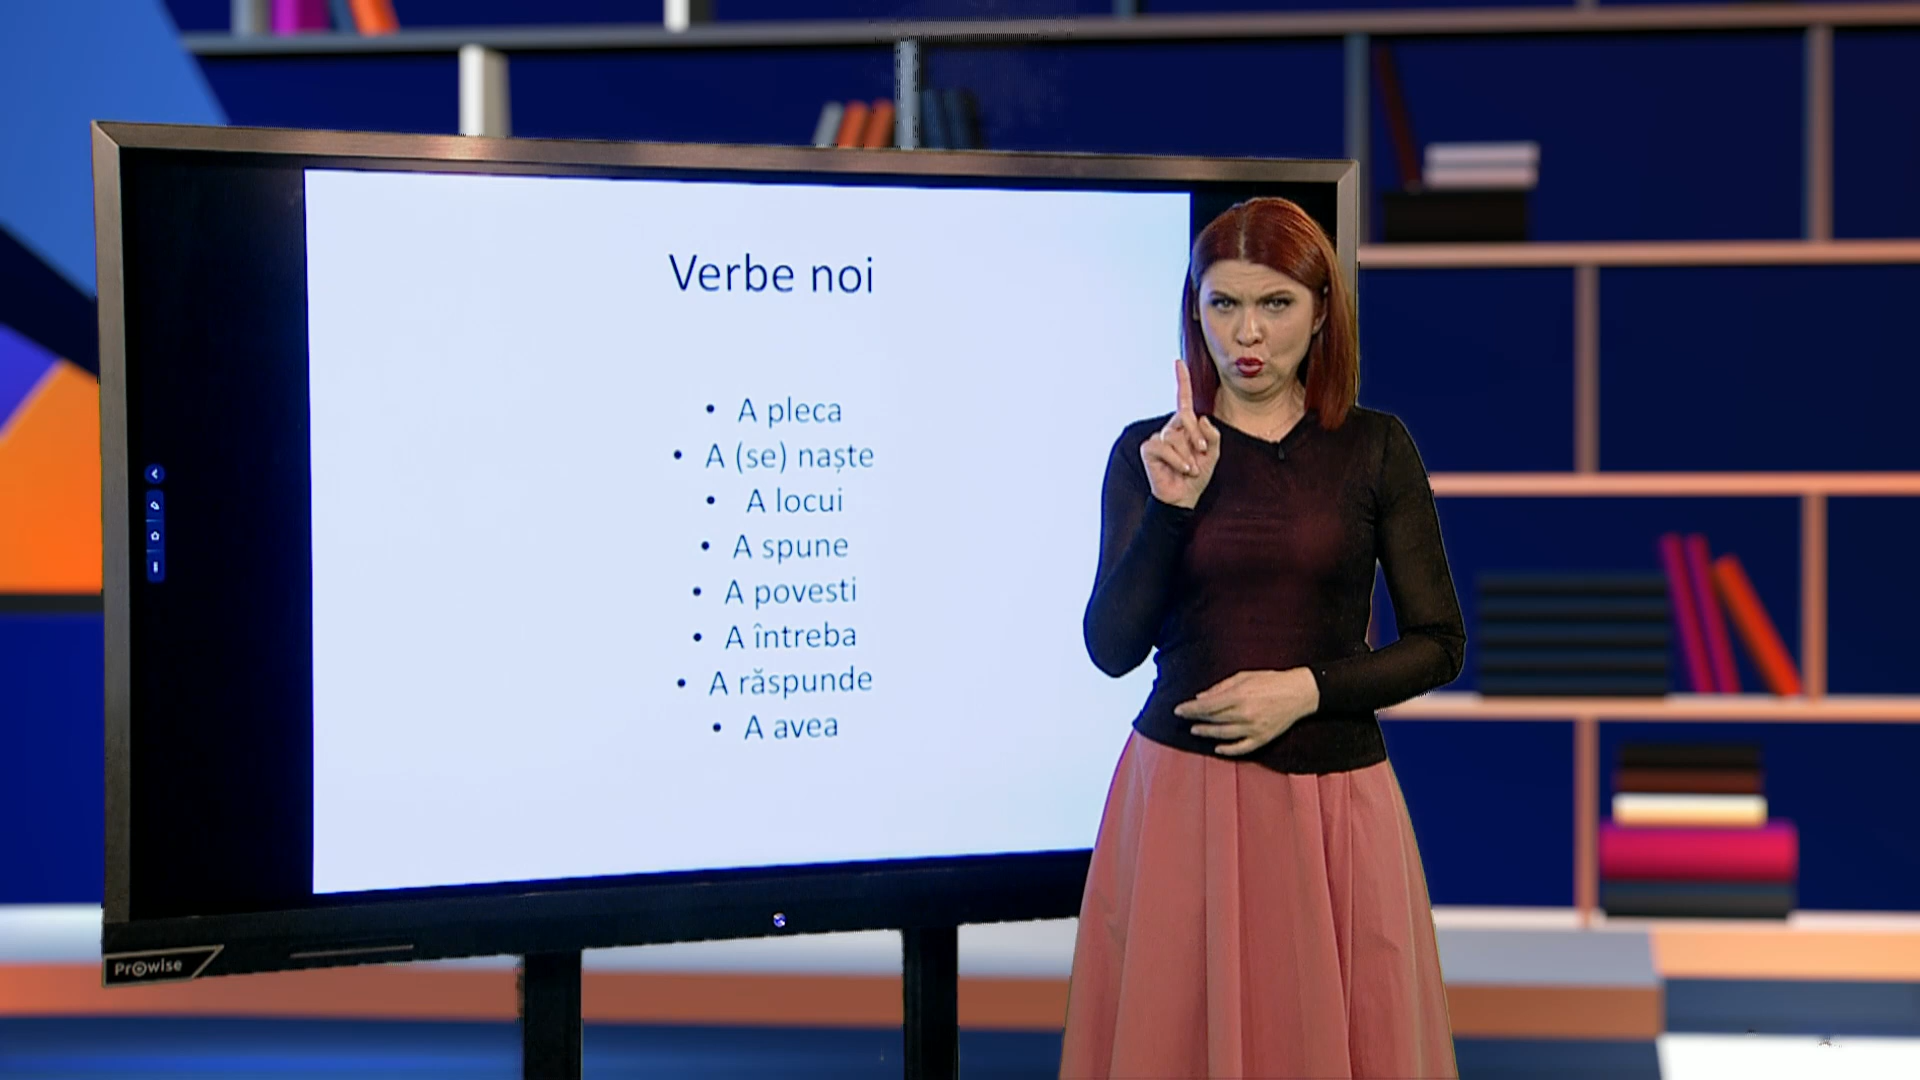 Verbe noi
• A pleca
• A (se) naște
• A locui
• A spune
• A povesti
• A întreba
• A răspunde
• A avea
Prowise